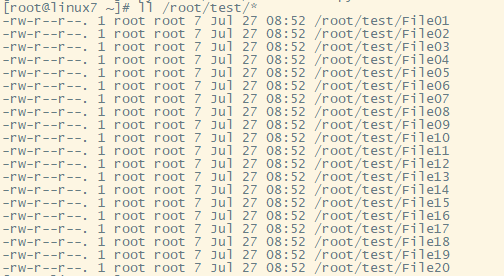 [root@linux7 ~]# ll /root/test/*
-rw-r--r--. 1 root root 7 Jul 27 08:52 /root/test/File01
-rw-r--r--. 1 root root 7 Jul 27 08:52 /root/test/File02
-rw-r--r--. 1 root root 7 Jul 27 08:52 /root/test/File03
-rw-r--r--. 1 root root 7 Jul 27 08:52 /root/test/File04
-rw-r--r--. 1 root root 7 Jul 27 08:52 /root/test/File05
-rw-r--r--. 1 root root 7 Jul 27 08:52 /root/test/File06
-rw-r--r--. 1 root root 7 Jul 27 08:52 /root/test/File07
-rw-r--r--. 1 root root 7 Jul 27 08:52 /root/test/File08
-rw-r--r--. 1 root root 7 Jul 27 08:52 /root/test/File09
-rw-r--r--. 1 root root 7 Jul 27 08:52 /root/test/File10
-rw-r--r--. 1 root root 7 Jul 27 08:52 /root/test/File11
-rw-r--r--. 1 root root 7 Jul 27 08:52 /root/test/File12
-rw-r--r--. 1 root root 7 Jul 27 08:52 /root/test/File13
-rw-r--r--. 1 root root 7 Jul 27 08:52 /root/test/File14
-rw-r--r--. 1 root root 7 Jul 27 08:52 /root/test/File15
-rw-r--r--. 1 root root 7 Jul 27 08:52 /root/test/File16
-rw-r--r--. 1 root root 7 Jul 27 08:52 /root/test/File17
-rw-r--r--. 1 root root 7 Jul 27 08:52 /root/test/File18
-rw-r--r--. 1 root root 7 Jul 27 08:52 /root/test/File19
-rw-r--r--. 1 root root 7 Jul 27 08:52 /root/test/File20